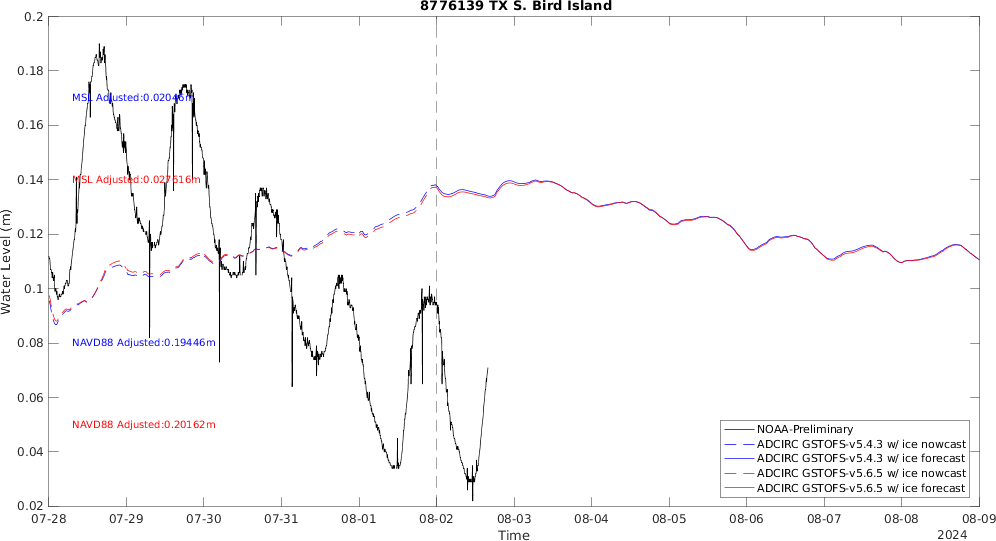 8776139 TX S. Bird Island
Water Level (m)
0.2
0.18
0.16
0.14
0.12
0.1
0.08
0.06
0.04
0.02
MSL Adjusted:0.02046m
MSL Adjusted:0.027616m
NAVD88 Adjusted:0.19446m
NAVD88 Adjusted:0.20162m
NOAA-Preliminary
ADCIRC GSTOFS-v5.4.3 w/ ice nowcast
ADCIRC GSTOFS-v5.4.3 w/ ice forecast
ADCIRC GSTOFS-v5.6.5 w/ ice nowcast
ADCIRC GSTOFS-v5.6.5 w/ ice forecast
07-28 07-29 07-30 07-31 08-01 08-02 08-03 08-04 08-05 08-06 08-07 08-08 08-09
Time
2024